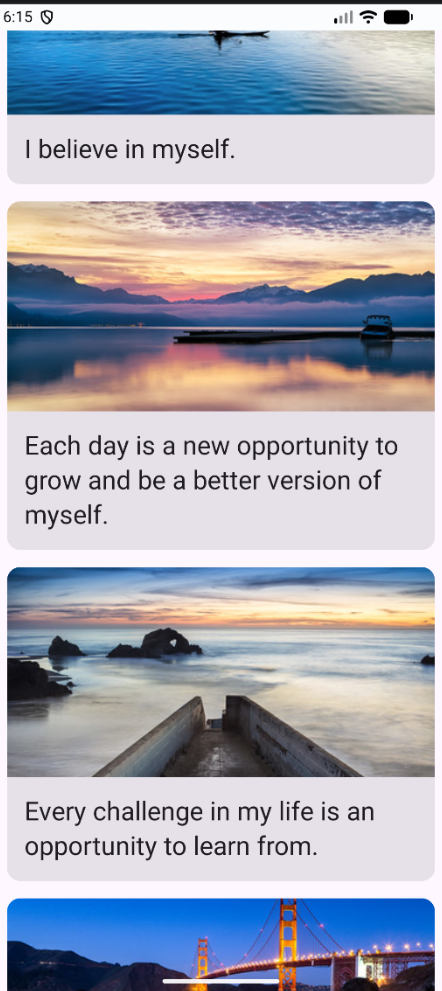 6:15
I believe in myself.
Each day is a new opportunity to
grow and be a better version of
myself.
Every challenge in my life is an
opportunity to learn from.